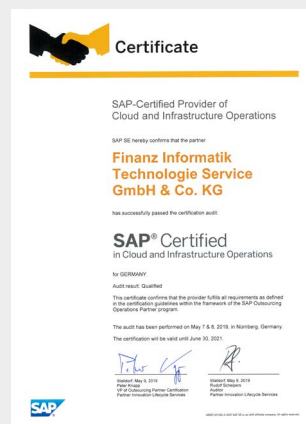 Certificate
SAP-Certified Provider of
Cloud and Infrastructure Operations
SAP SE hereby confirms that the partner
Finanz Informatik
Technologie Service
GmbH & Co. KG
has successfully passed the certification audit:
SAP® Certified
in Cloud and Infrastructure Operations
for GERMANY
Audit result: Qualified
This certificate confirms that the provider fulfills all requirements as defined
in the certification guidelines within the framework of the SAP Outsourcing
Operations Partner program.
The audit has been performed on May 7 & 8, 2019, in Nürnberg, Germany.
The certification will be valid until June 30, 2021.
Walldorf, May 9, 2019
Peter Knapp
VP of Outsourcing Partner Certification
Partner Innovation Lifecycle Services
Walldorf, May 9, 2019
Rudolf Scheipers
Auditor
Partner Innovation Lifecycle Services
SAP